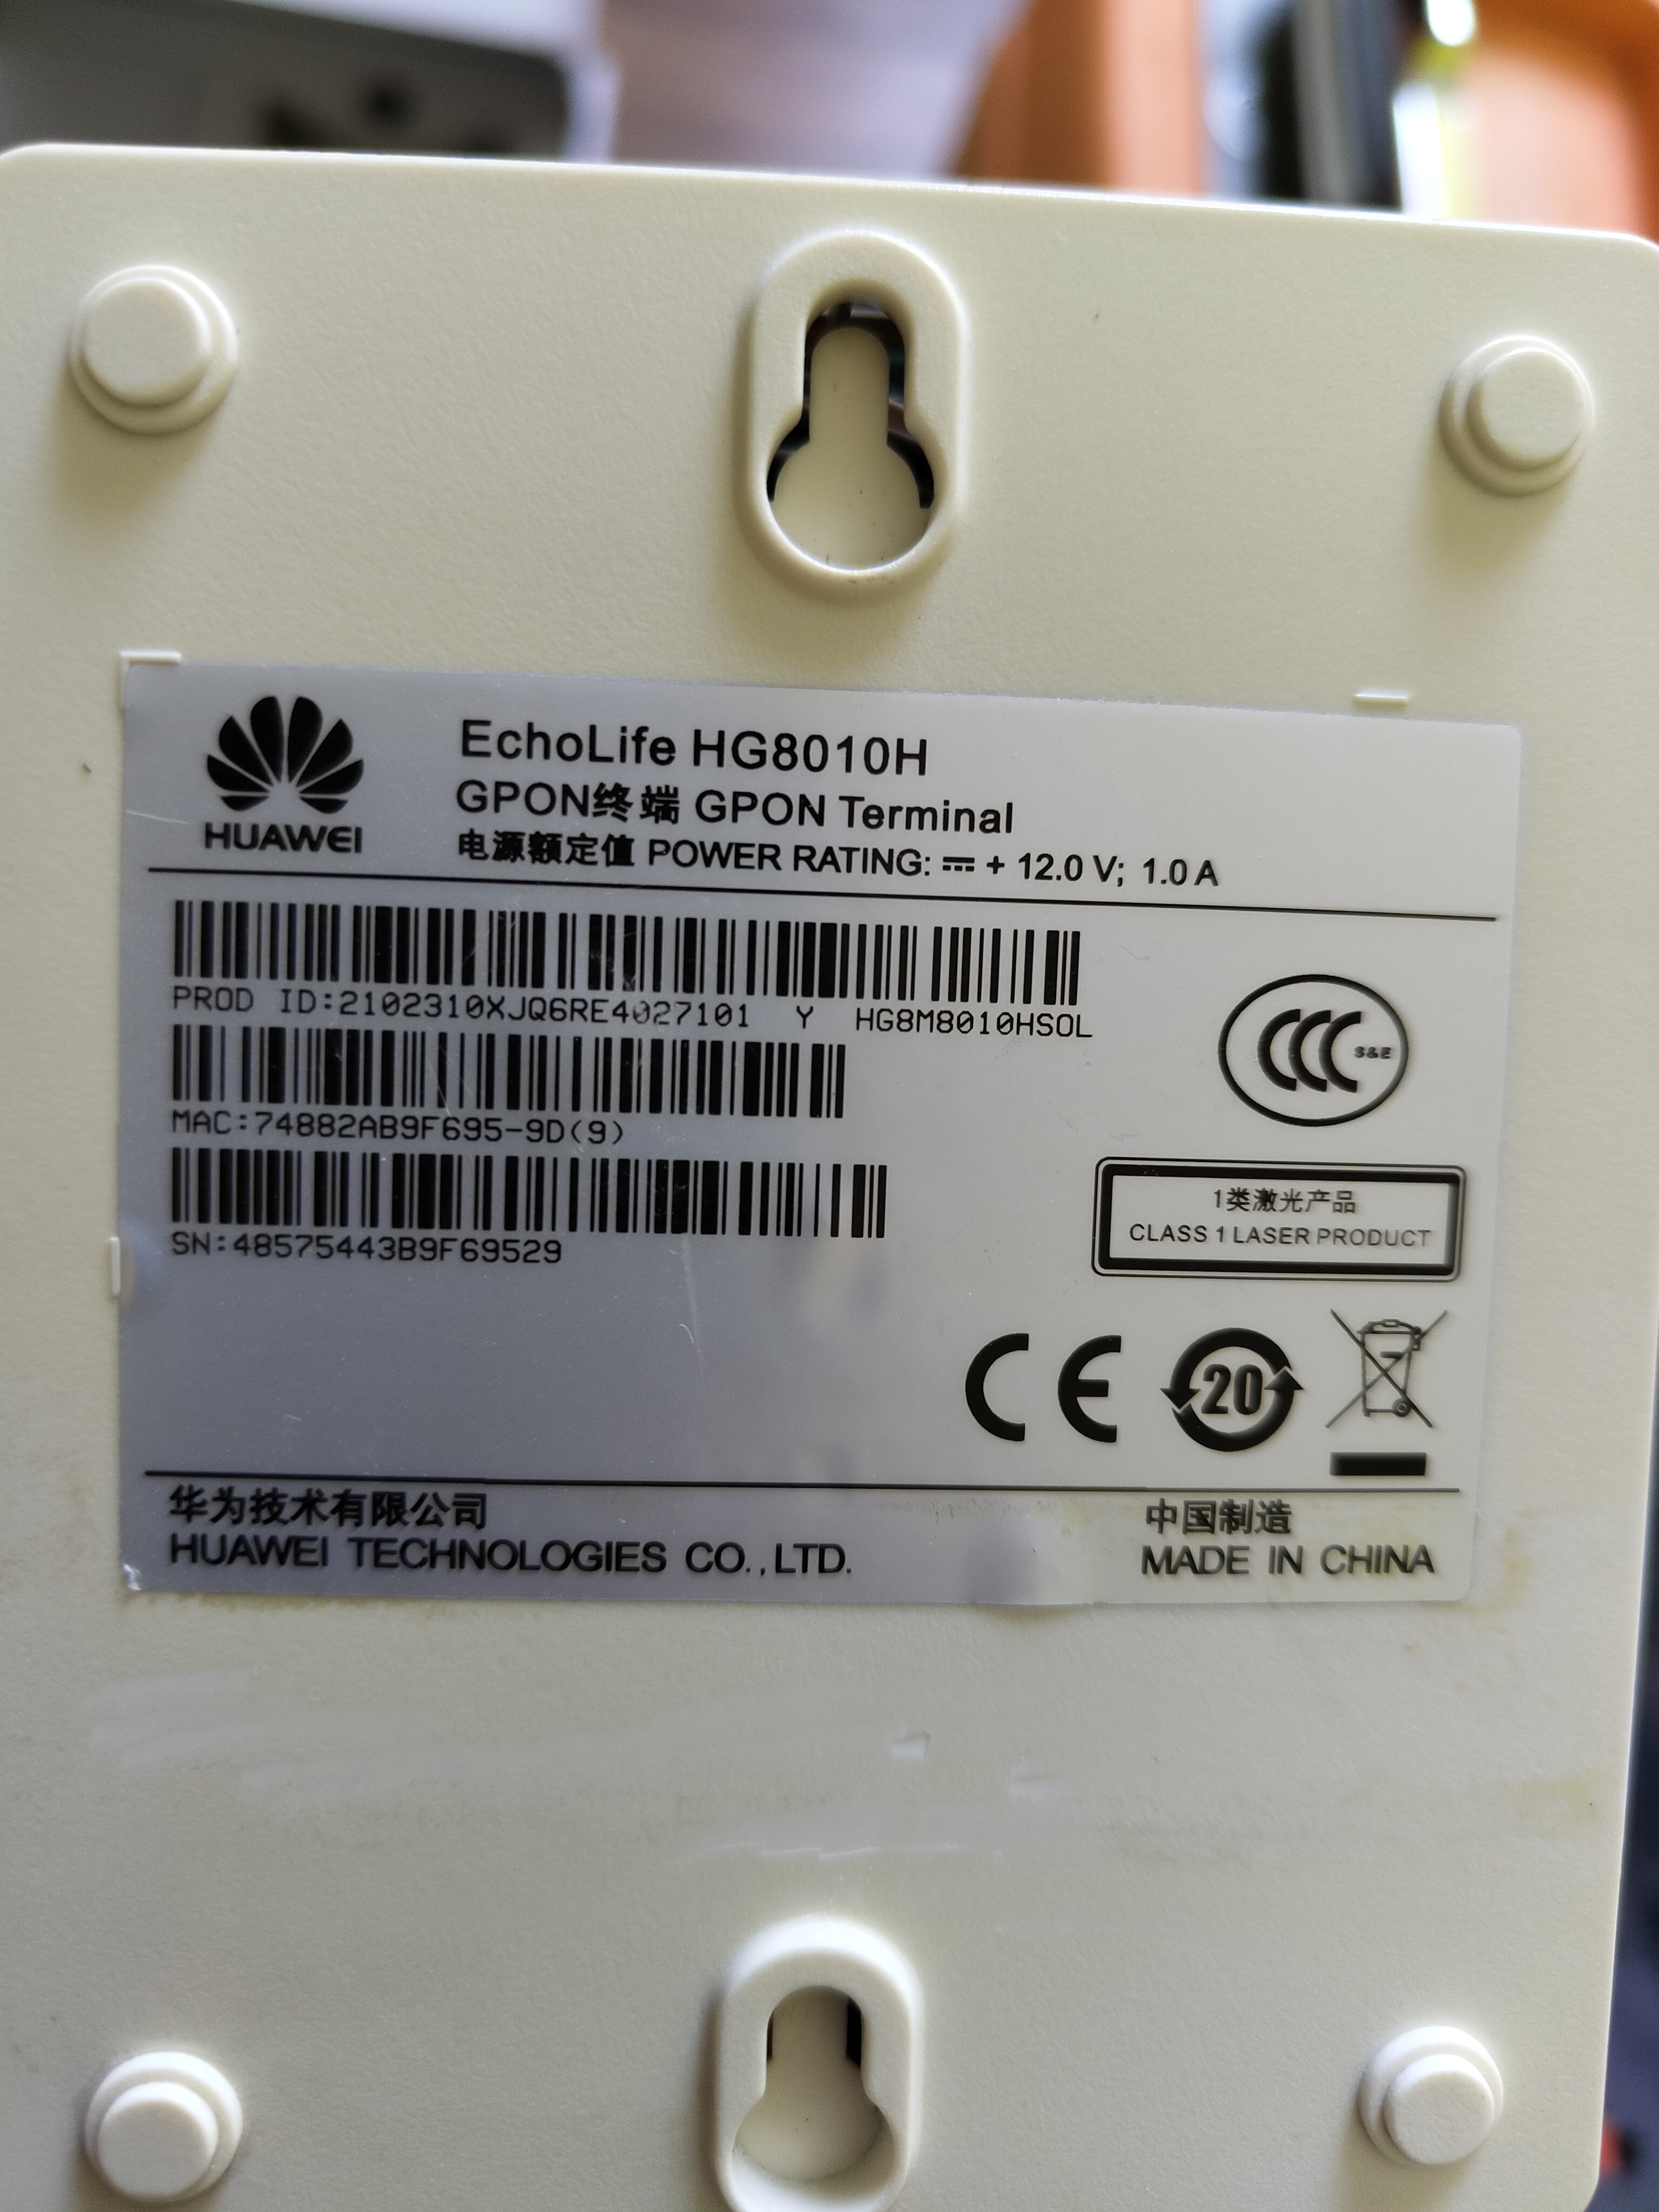 HUAWEI
EchoLife HG8010H
GPON终端 GPON Terminal
电源额定值 POWER RATING: ⎓ + 12.0 V; 1.0 A
PROD ID:2102310XJQ6RE4027101 Y HG8M8010HSOL
MAC:74882AB9F695-9D(9)
SN:48575443B9F69529
CCC S&E
1类激光产品
CLASS 1 LASER PRODUCT
CE 20
华为技术有限公司
HUAWEI TECHNOLOGIES CO.,LTD.
中国制造
MADE IN CHINA